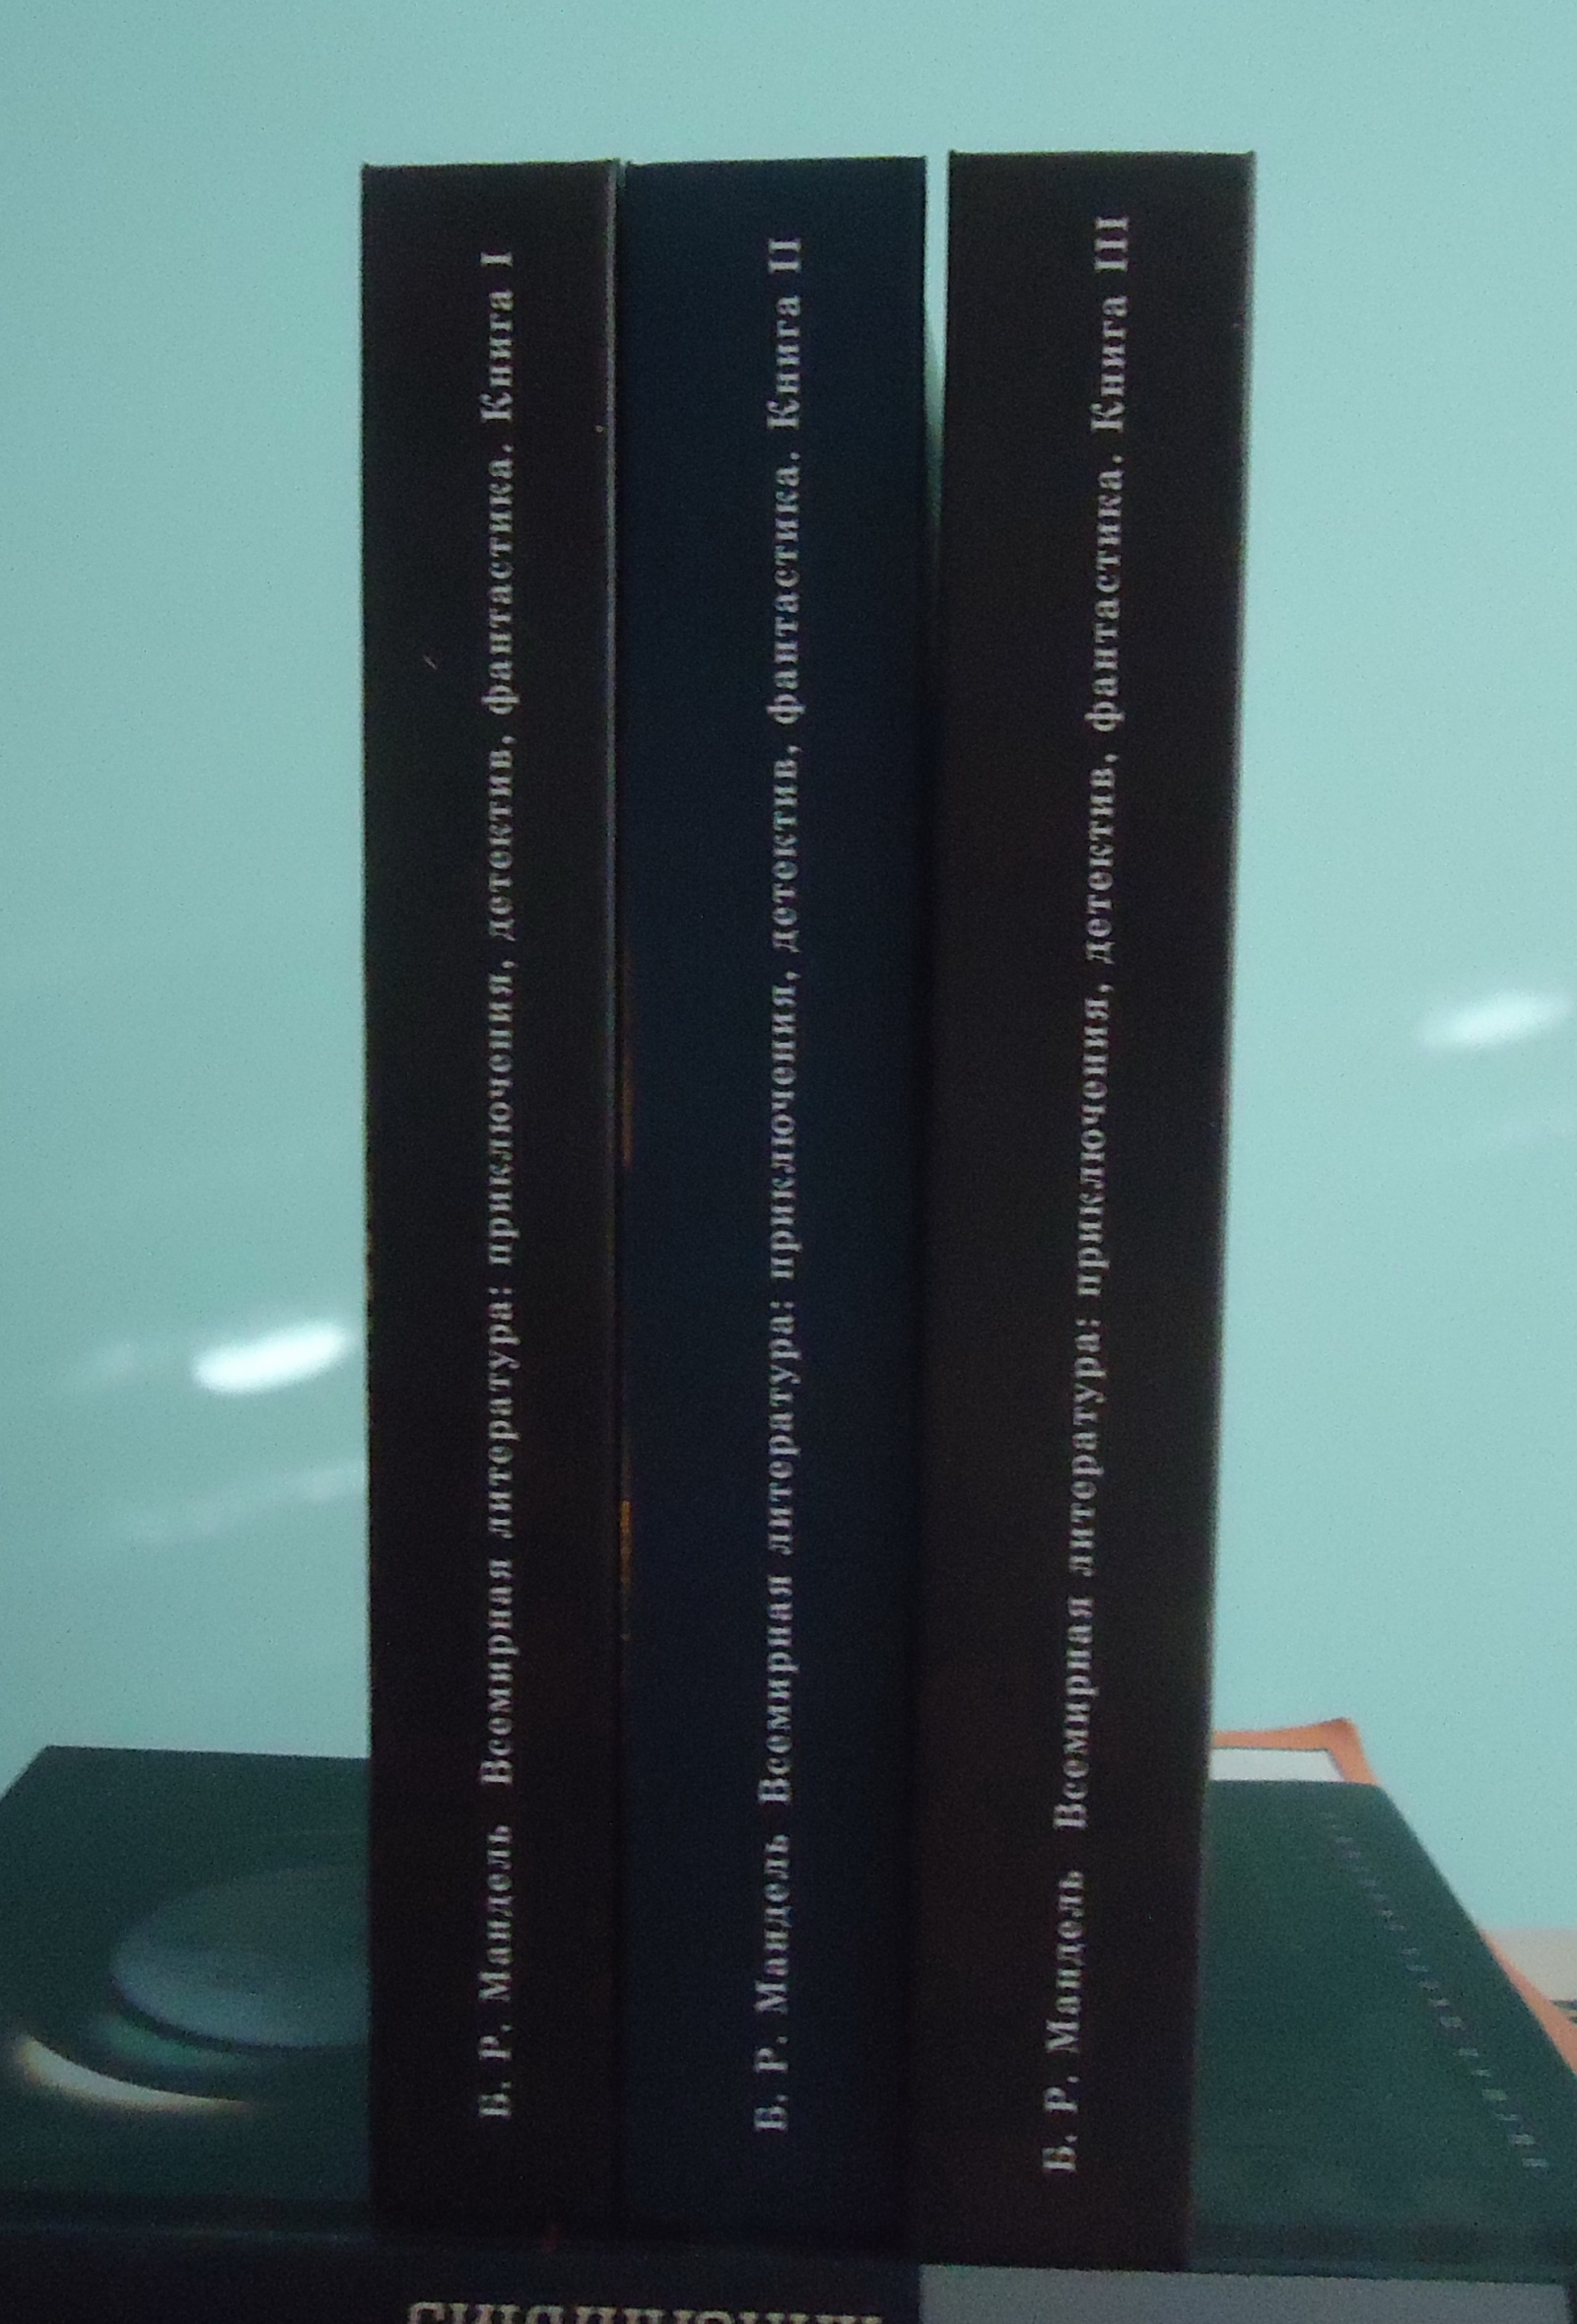 Б. Р. Мандель Всемирная литература: приключения, детектив, фантастика. Книга I
Б. Р. Мандель Всемирная литература: приключения, детектив, фантастика. Книга II
Б. Р. Мандель Всемирная литература: приключения, детектив, фантастика. Книга III